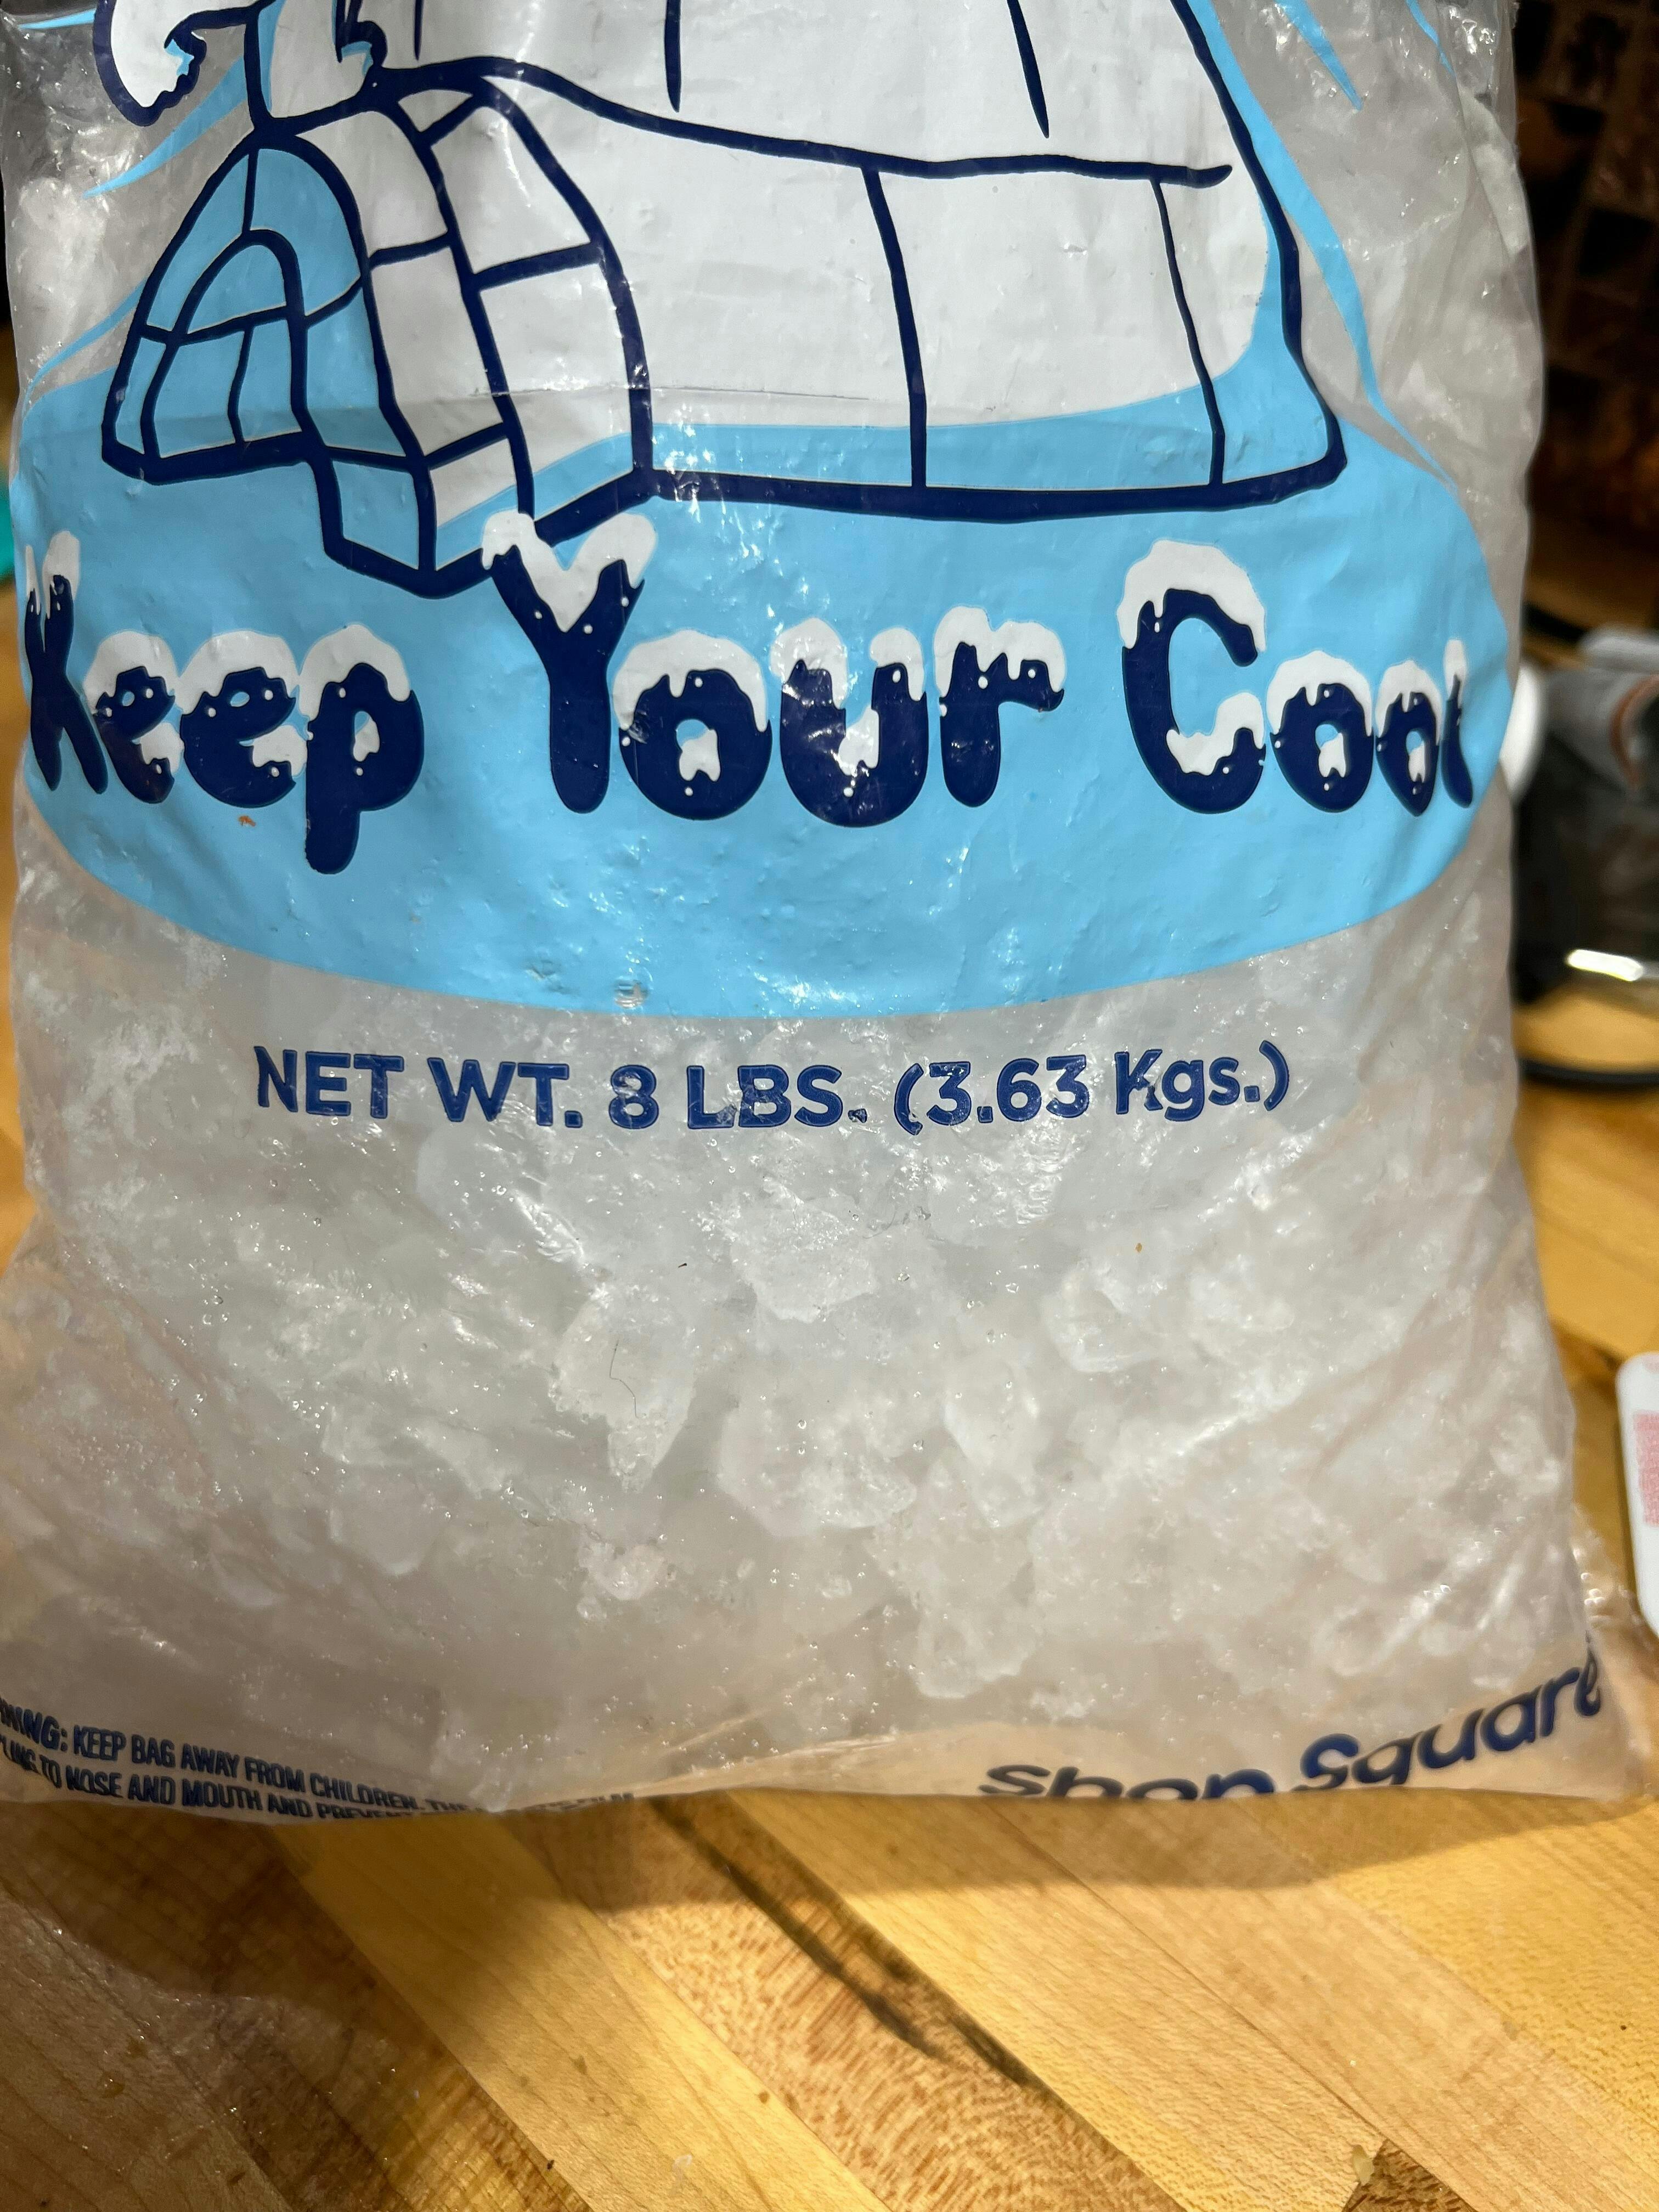 Keep Your Cool
NET WT. 8 LBS. (3.63 Kgs.)
KEEP BAG AWAY FROM CHILDREN.
TO NOSE AND MOUTH AND
shop Square